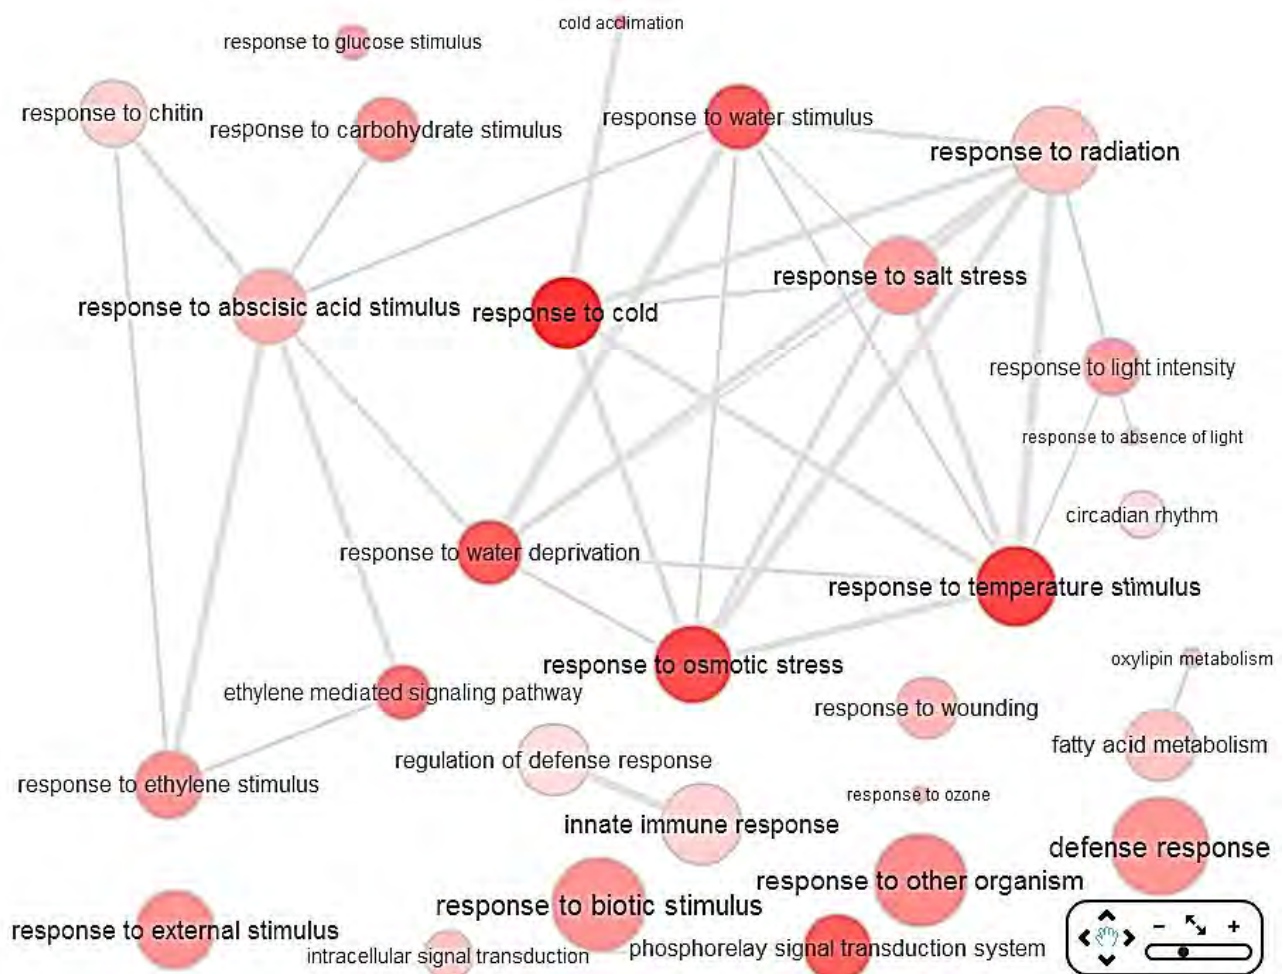 cold acclimation
response to glucose stimulus
response to chitin
response to carbohydrate stimulus
response to water stimulus
response to radiation
response to salt stress
response to abscisic acid stimulus
response to cold
response to light intensity
response to absence of light
circadian rhythm
response to water deprivation
response to temperature stimulus
response to osmotic stress
oxylipin metabolism
ethylene mediated signaling pathway
response to wounding
fatty acid metabolism
regulation of defense response
response to ethylene stimulus
response to ozone
innate immune response
defense response
response to other organism
response to biotic stimulus
response to external stimulus
phosphorelay signal transduction system
intracellular signal transduction